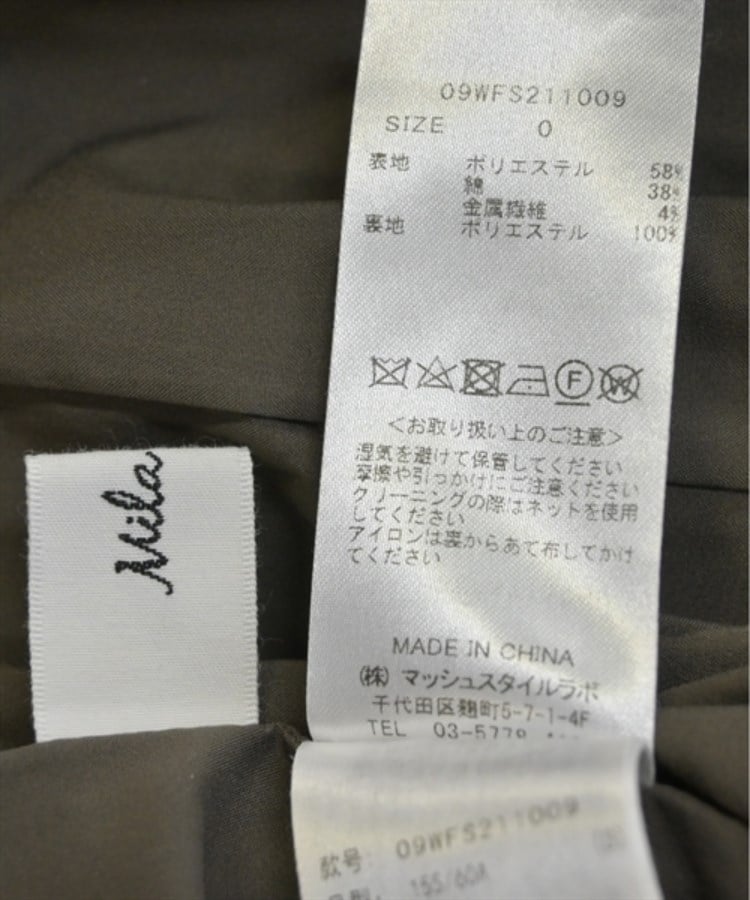 09WFS211009
SIZE 0
表地 ポリエステル 58%
綿 38%
金属繊維 4%
裏地 ポリエステル 100%
F W
<お取り扱い上のご注意>
湿気を避けて保管してください
摩擦や引っかけにご注意ください
クリーニングの際はネットを使用
してください
アイロンは裏からあて布してかけ
てください
MADE IN CHINA
(株) マッシュスタイルラボ
千代田区麹町5-7-1-4F
TEL 03-5778
Mila
款号: 09WFS211009
155/60A